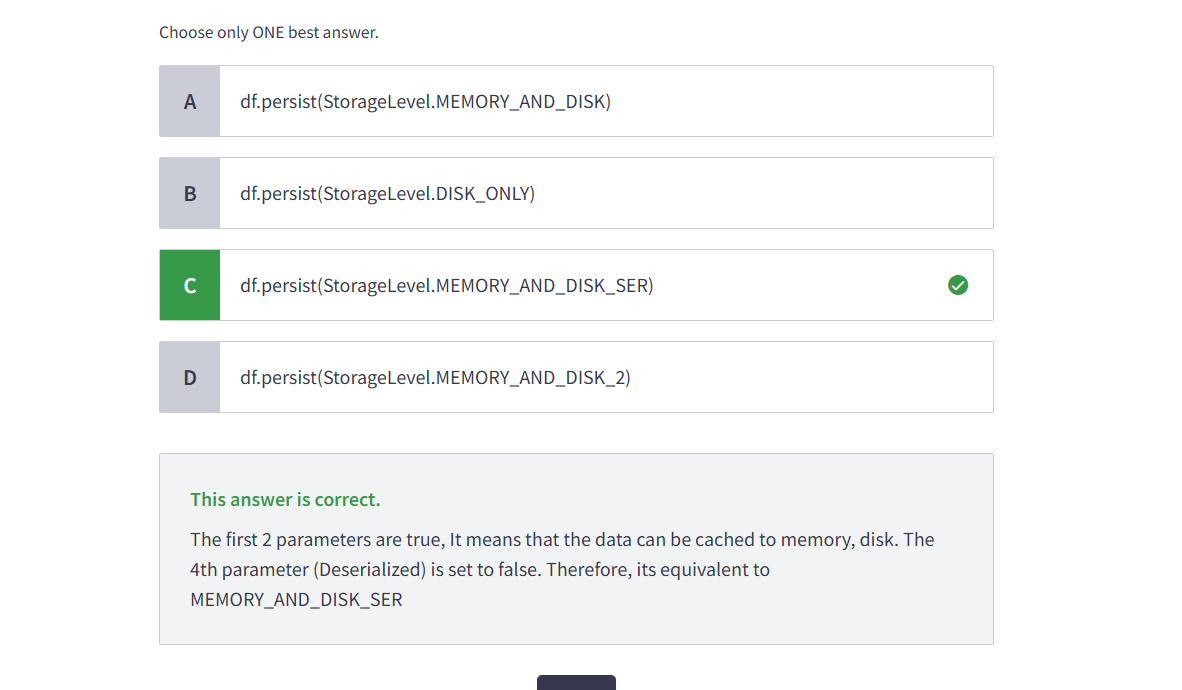 Choose only ONE best answer.
A
df.persist(StorageLevel.MEMORY_AND_DISK)
B
df.persist(StorageLevel.DISK_ONLY)
C
df.persist(StorageLevel.MEMORY_AND_DISK_SER)
D
df.persist(StorageLevel.MEMORY_AND_DISK_2)
This answer is correct.
The first 2 parameters are true, It means that the data can be cached to memory, disk. The
4th parameter (Deserialized) is set to false. Therefore, its equivalent to
MEMORY_AND_DISK_SER